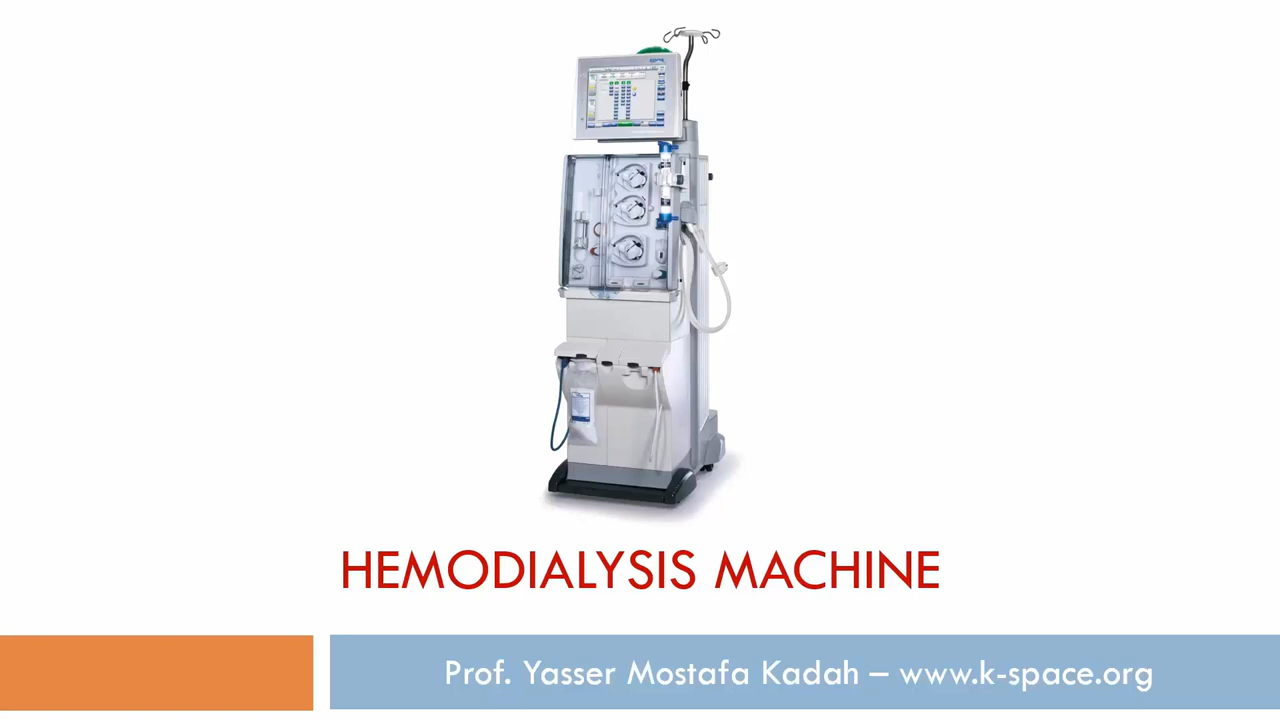 HEMODIALYSIS MACHINE
Prof. Yasser Mostafa Kadah – www.k-space.org